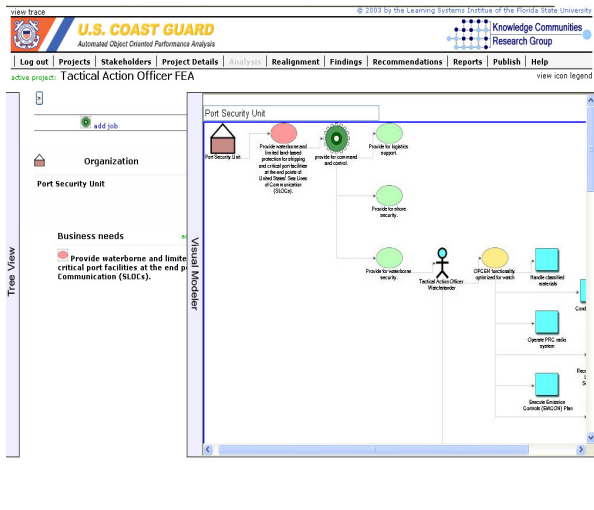 view trace
© 2003 by the Learning Systems Institue of the Florida State University
U.S. COAST GUARD
Automated Object Oriented Performance Analysis
Knowledge Communities
Research Group
Log out | Projects | Stakeholders | Project Details | Analysis | Realignment | Findings | Recommendations | Reports | Publish | Help
active project: Tactical Action Officer FEA
view icon legend
Tree View
add job
Organization
Port Security Unit
Business needs
Provide waterborne and limite
critical port facilities at the end p
Communication (SLOCs).
Visual Modeler
Port Security Unit
Port Security Unit
Provide waterborne and
limited land-based
protection for shipping
and critical port facilities
at the end points of
United States' Sea Lines
of Communication
(SLOCs).
provide for command
and control.
Provide for logistics
support.
Provide for shore
security.
Provide for waterborne
security.
Tactical Action Officer
Watchstander
OPCEN functionality
optimized for watch
Handle classified
materials
Cond
Operate PRC radio
system
Rec
L
S
Execute Emission
Controls (EMCON) Plan